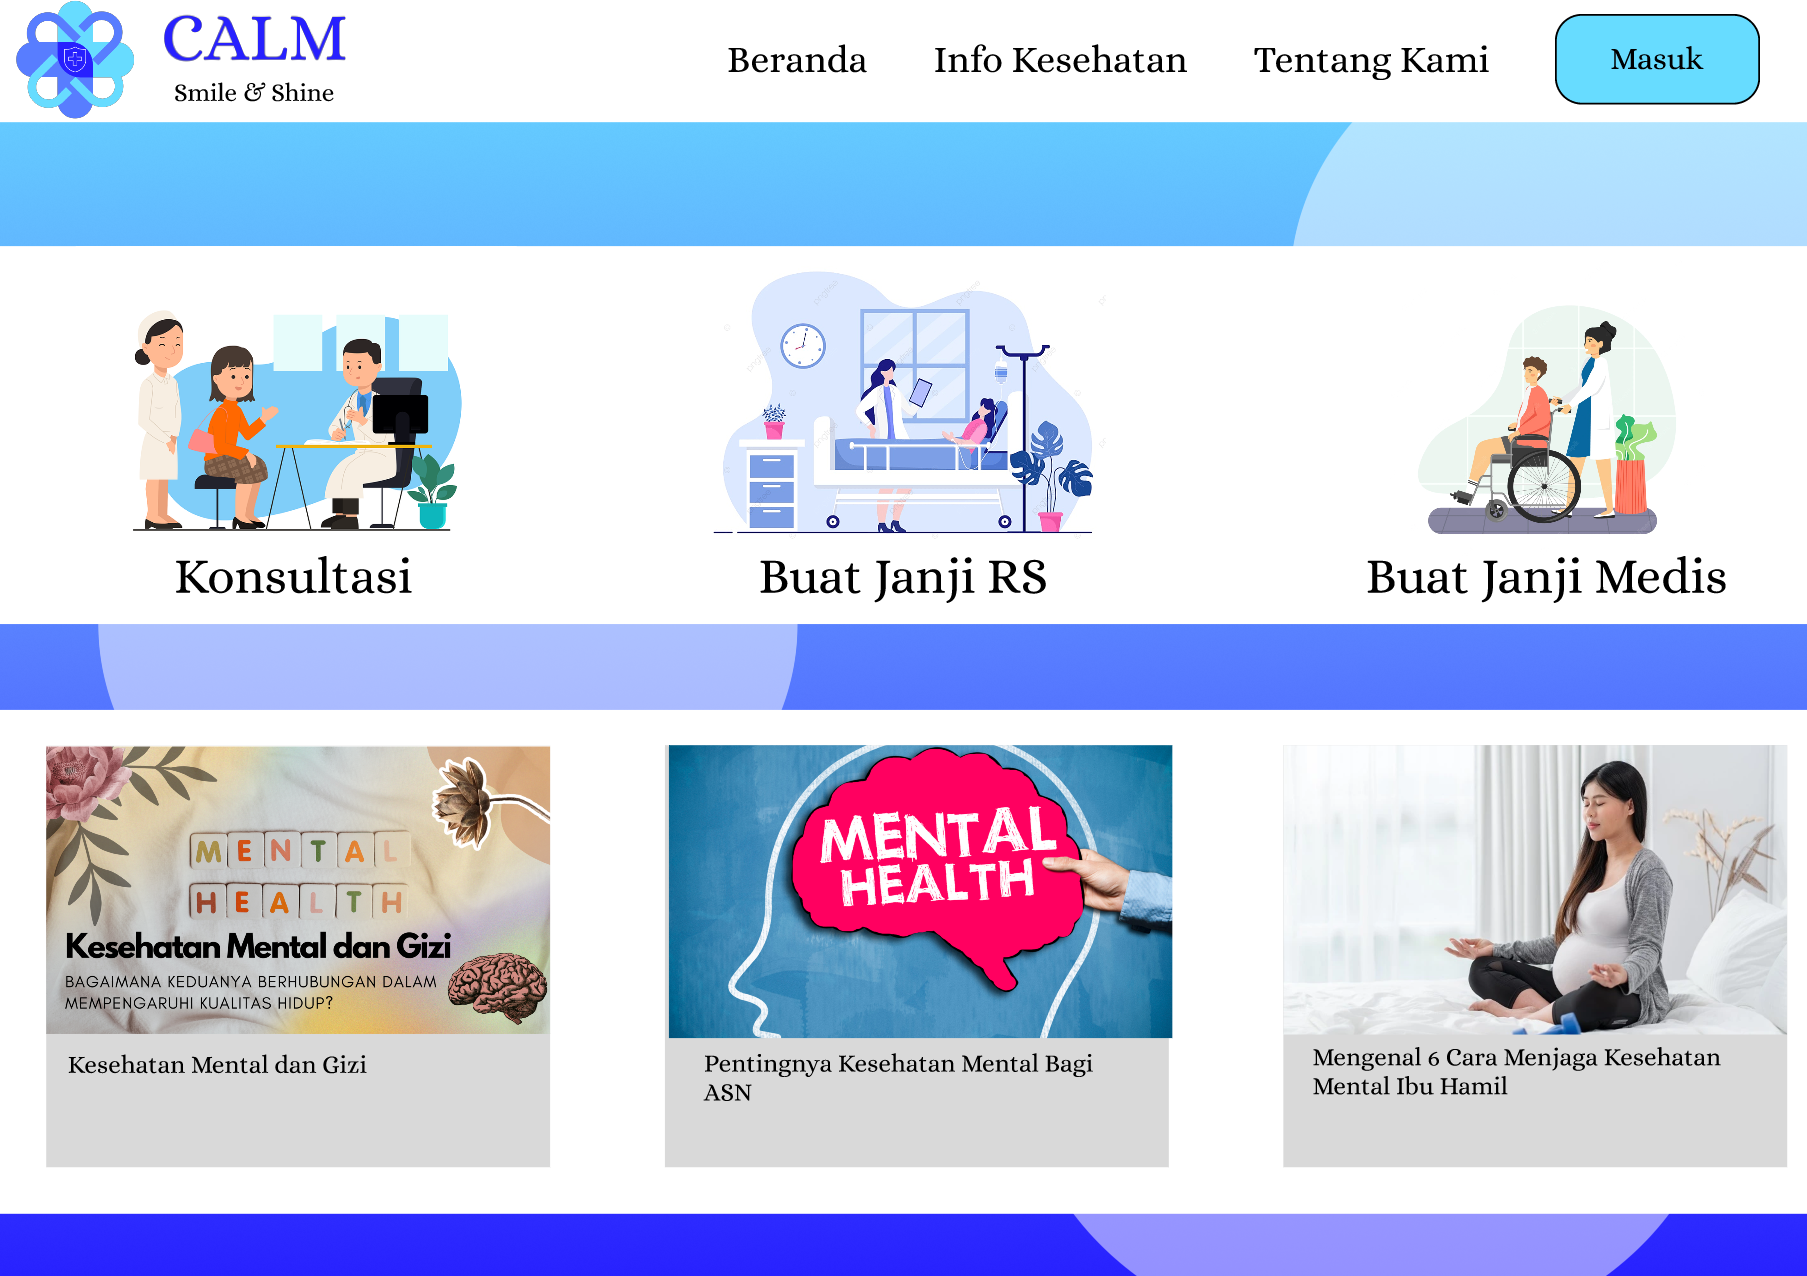 CALM
Smile & Shine
Beranda
Info Kesehatan
Tentang Kami
Masuk
Konsultasi
Buat Janji RS
Buat Janji Medis
MENTAL
HEALTH
Kesehatan Mental dan Gizi
BAGAIMANA KEDUANYA BERHUBUNGAN DALAM
MEMPENGARUHI KUALITAS HIDUP?
Kesehatan Mental dan Gizi
MENTAL
HEALTH
Pentingnya Kesehatan Mental Bagi
ASN
Mengenal 6 Cara Menjaga Kesehatan
Mental Ibu Hamil